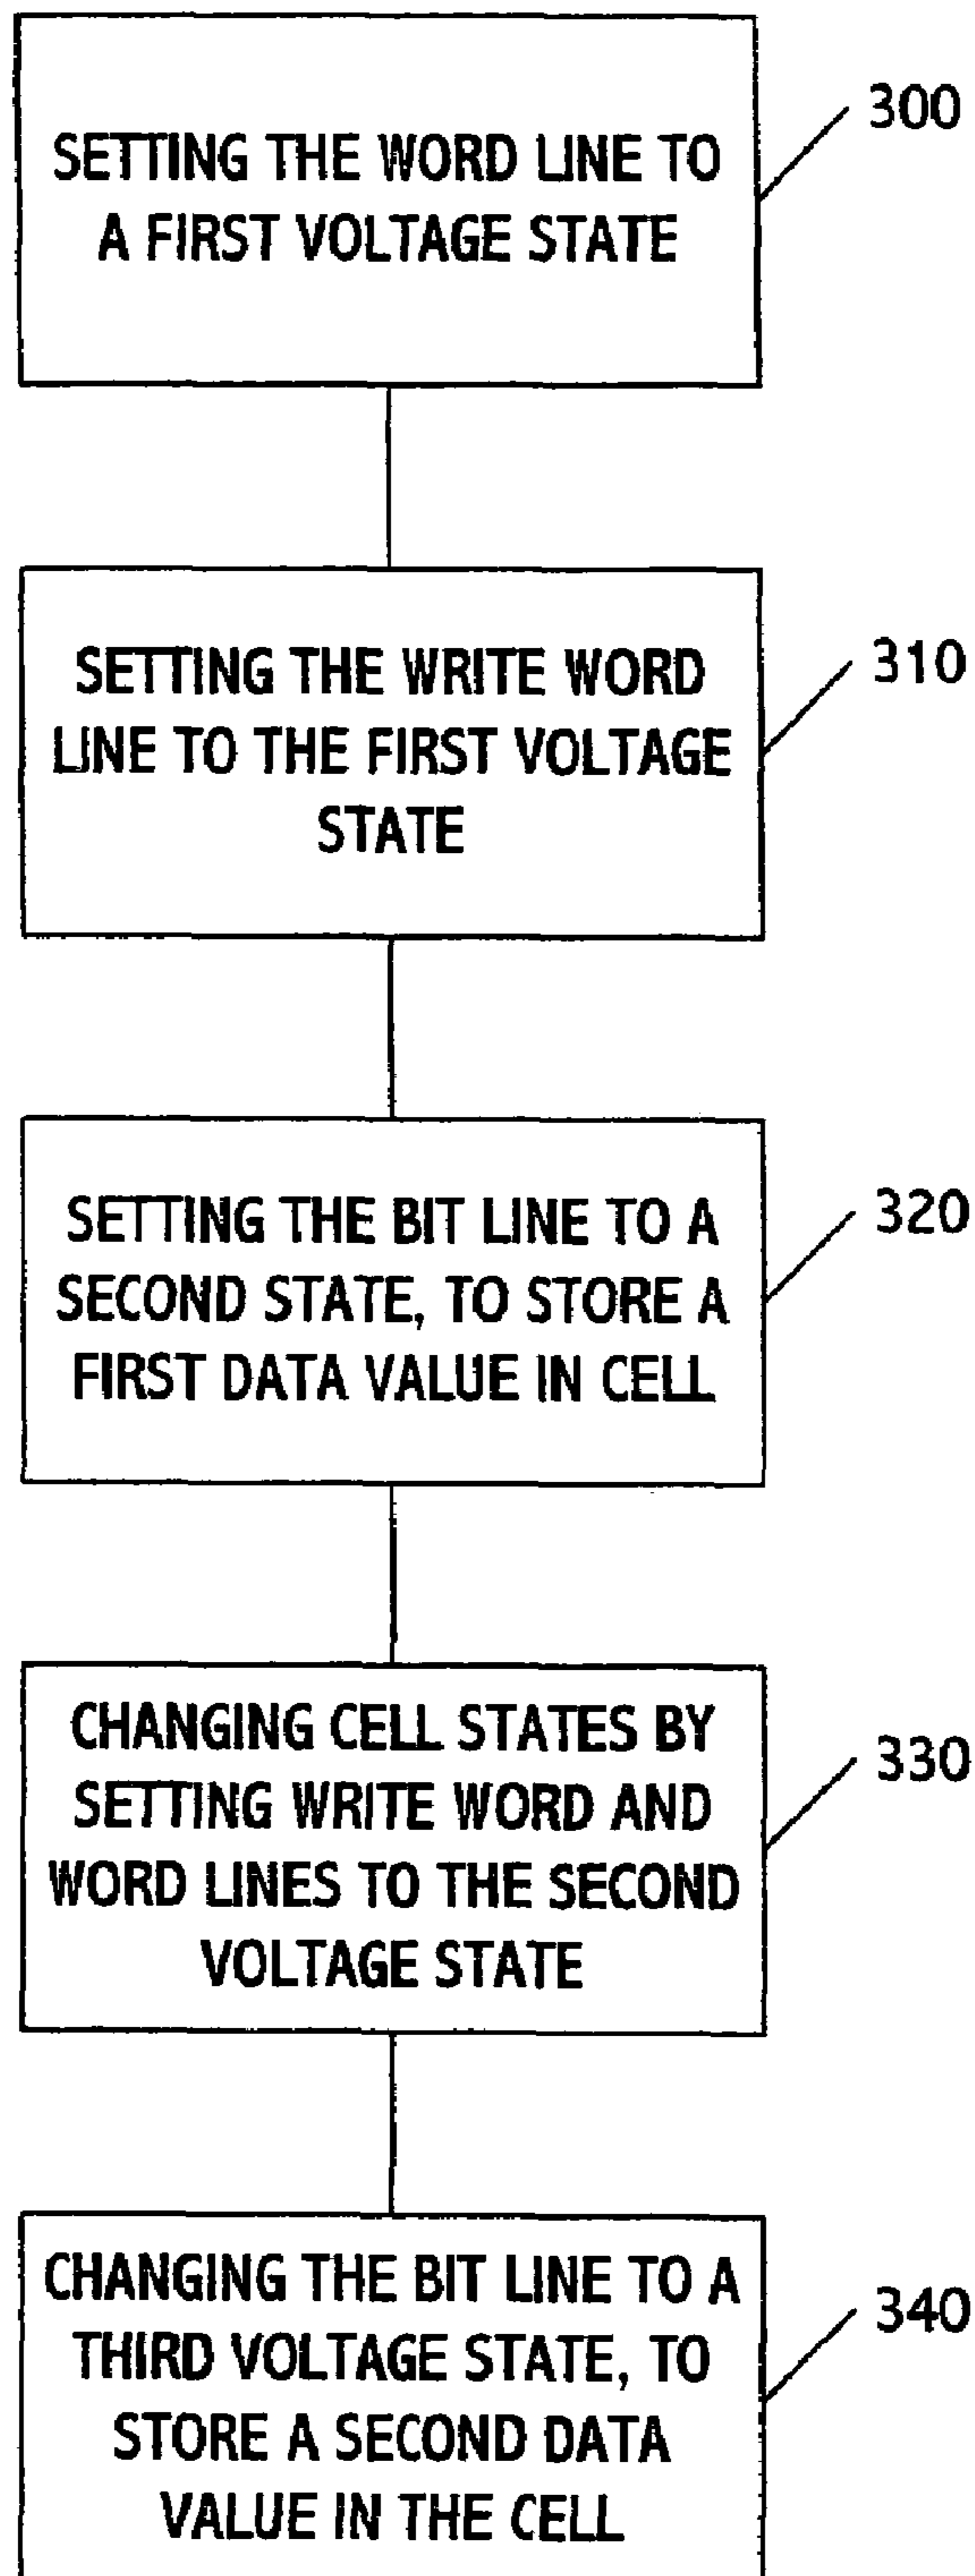 SETTING THE WORD LINE TO
A FIRST VOLTAGE STATE
300
SETTING THE WRITE WORD
LINE TO THE FIRST VOLTAGE
STATE
310
SETTING THE BIT LINE TO A
SECOND STATE, TO STORE A
FIRST DATA VALUE IN CELL
320
CHANGING CELL STATES BY
SETTING WRITE WORD AND
WORD LINES TO THE SECOND
VOLTAGE STATE
330
CHANGING THE BIT LINE TO A
THIRD VOLTAGE STATE, TO
STORE A SECOND DATA
VALUE IN THE CELL
340